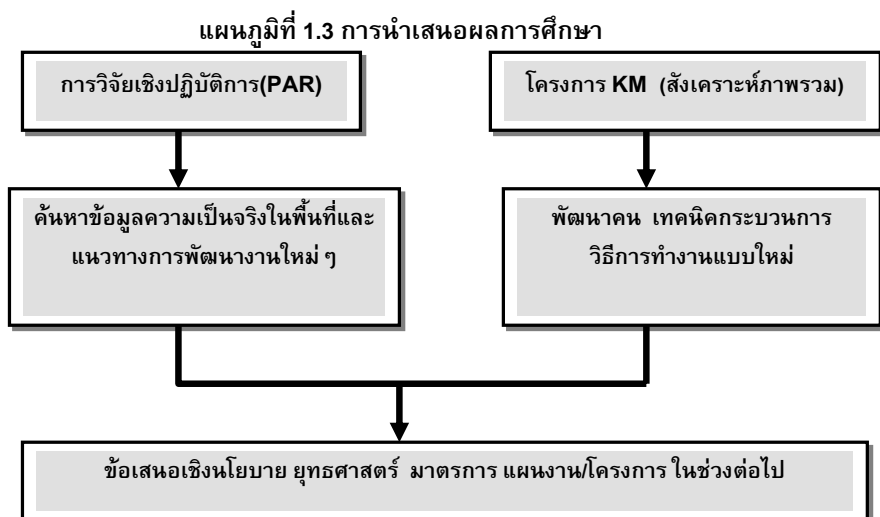 แผนภูมิที่ 1.3 การนำเสนอผลการศึกษา
การวิจัยเชิงปฏิบัติการ(PAR)
โครงการ KM (สังเคราะห์ภาพรวม)
ค้นหาข้อมูลความเป็นจริงในพื้นที่และ
แนวทางการพัฒนางานใหม่ ๆ
พัฒนาคน เทคนิคกระบวนการ
วิธีการทำงานแบบใหม่
ข้อเสนอเชิงนโยบาย ยุทธศาสตร์ มาตรการ แผนงาน/โครงการ ในช่วงต่อไป